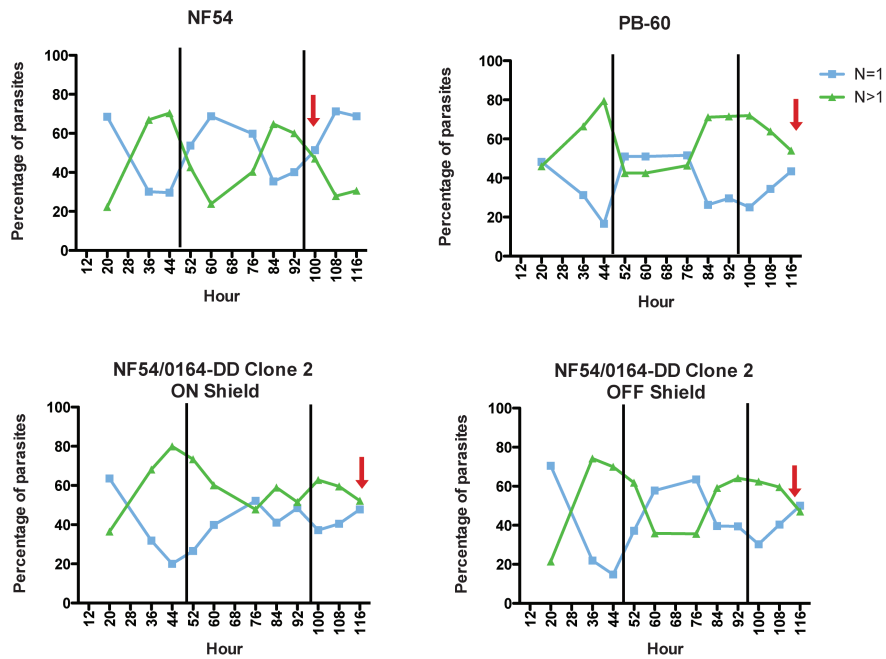 NF54
Percentage of parasites
100
80
60
40
20
0
12 20 28 36 44 52 60 68 76 84 92 100 108 116
Hour
PB-60
Percentage of parasites
100
80
60
40
20
0
12 20 28 36 44 52 60 68 76 84 92 100 108 116
Hour
N=1
N>1
NF54/0164-DD Clone 2
ON Shield
Percentage of parasites
100
80
60
40
20
0
12 20 28 36 44 52 60 68 76 84 92 100 108 116
Hour
NF54/0164-DD Clone 2
OFF Shield
Percentage of parasites
100
80
60
40
20
0
12 20 28 36 44 52 60 68 76 84 92 100 108 116
Hour